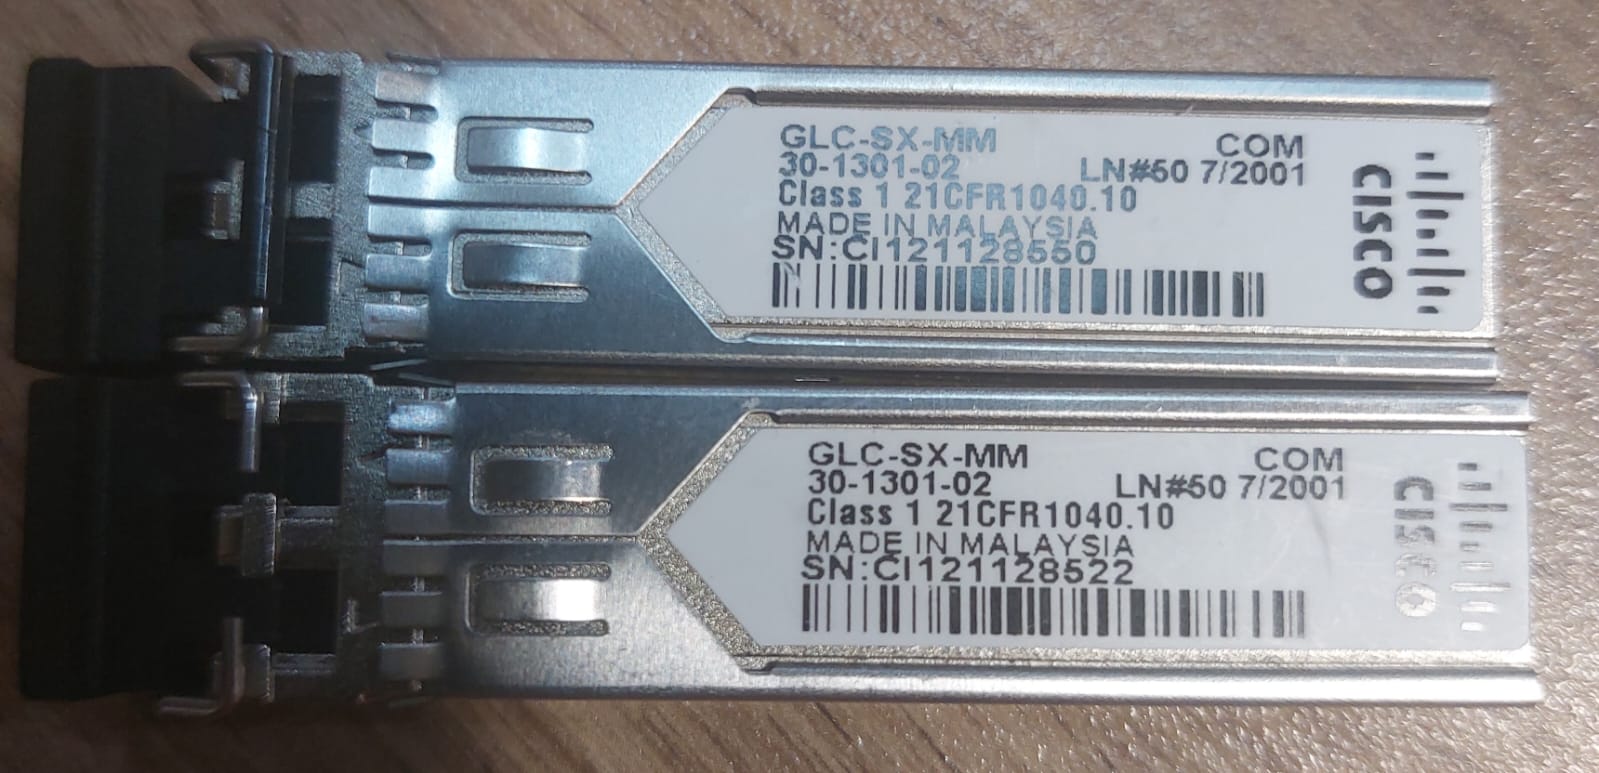 GLC-SX-MM COM
30-1301-02 LN#50 7/2001
Class 1 21CFR1040.10
MADE IN MALAYSIA
SN:CI121128550
CISCO
GLC-SX-MM COM
30-1301-02 LN#50 7/2001
Class 1 21CFR1040.10
MADE IN MALAYSIA
SN:CI121128522
CISCO